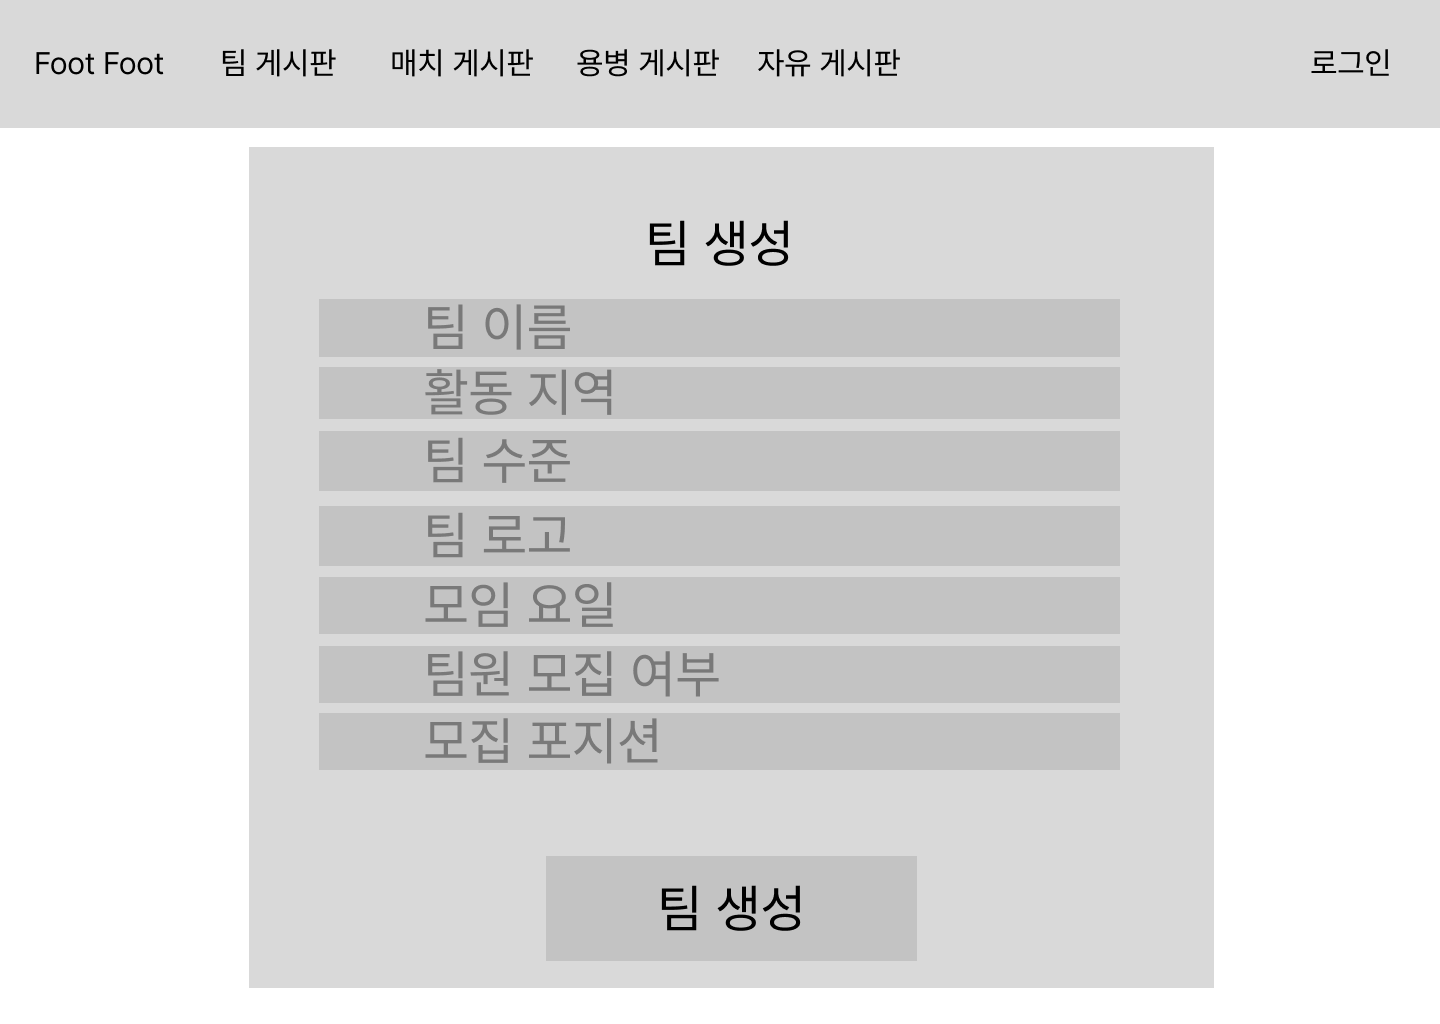 Foot Foot 팀 게시판 매치 게시판 용병 게시판 자유 게시판 로그인
팀 생성
팀 이름
활동 지역
팀 수준
팀 로고
모임 요일
팀원 모집 여부
모집 포지션
팀 생성